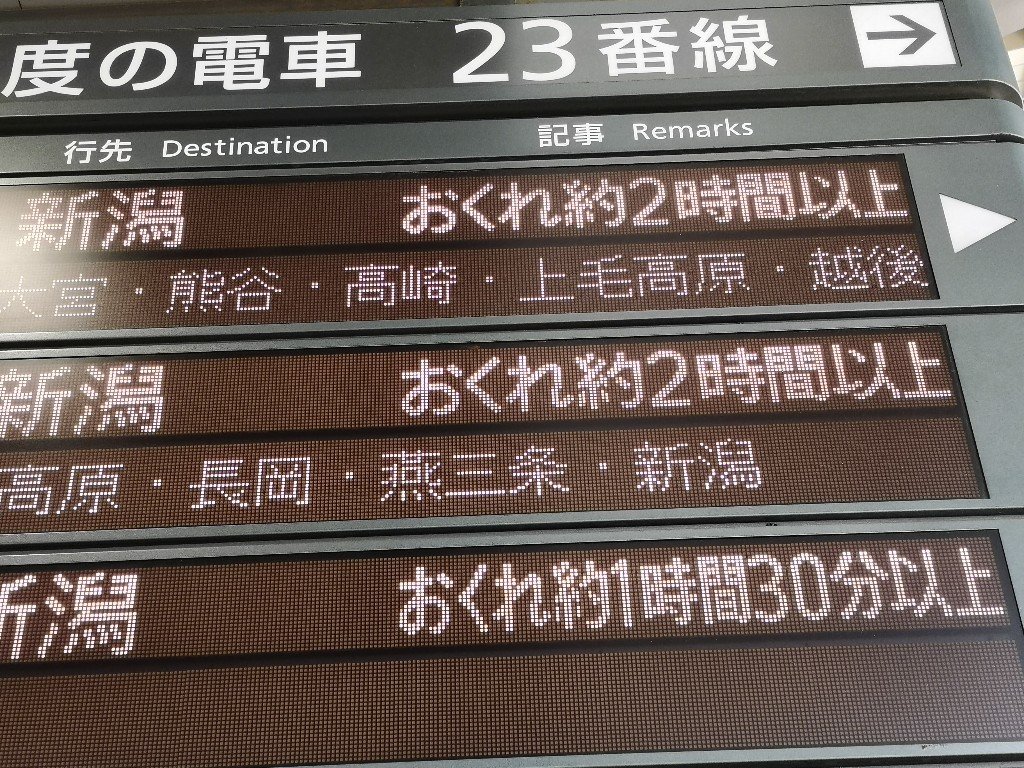 度の電車 23番線 →
行先 Destination 記事 Remarks
新潟 おくれ約2時間以上
大宮・熊谷・高崎・上毛高原・越後
新潟 おくれ約2時間以上
高原・長岡・燕三条・新潟
新潟 おくれ約1時間30分以上